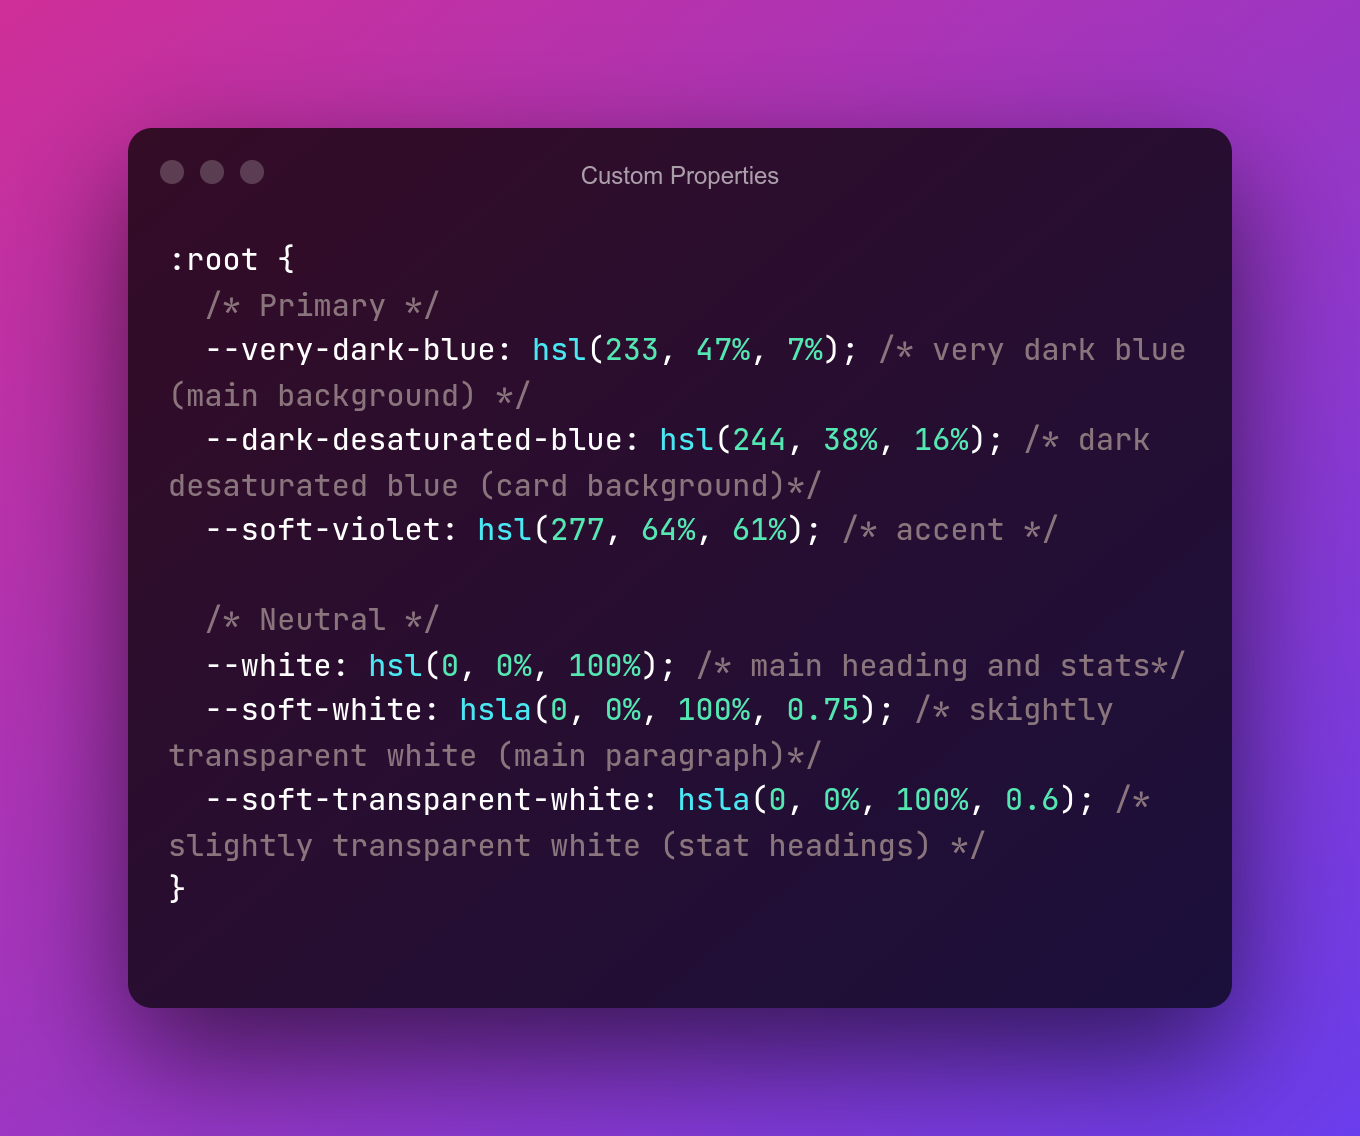 Custom Properties
:root {
  /* Primary */
  --very-dark-blue: hsl(233, 47%, 7%); /* very dark blue
(main background) */
  --dark-desaturated-blue: hsl(244, 38%, 16%); /* dark
desaturated blue (card background)*/
  --soft-violet: hsl(277, 64%, 61%); /* accent */

  /* Neutral */
  --white: hsl(0, 0%, 100%); /* main heading and stats*/
  --soft-white: hsla(0, 0%, 100%, 0.75); /* skightly
transparent white (main paragraph)*/
  --soft-transparent-white: hsla(0, 0%, 100%, 0.6); /*
slightly transparent white (stat headings) */
}